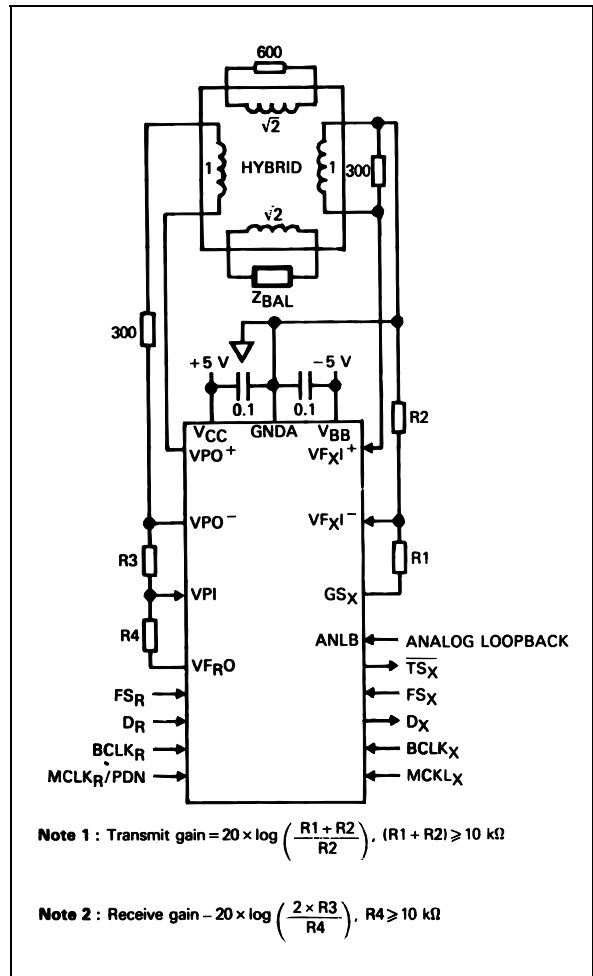 600
√2
1 HYBRID 1 300
√2
ZBAL
300
+5 V -5 V
0.1 0.1
VCC GNDA VBB
R2
VPO+ VFXI+
VPO- VFXI-
R3 R1
VPI GSX
R4 ANLB ANALOG LOOPBACK
VFRO TSX
FSR FSX
DR DX
BCLKR BCLKX
MCLKR/PDN MCKLX
Note 1 : Transmit gain = 20 × log ( R1 + R2 / R2 ), (R1 + R2) ⩾ 10 kΩ
Note 2 : Receive gain – 20 × log ( 2 × R3 / R4 ), R4 ⩾ 10 kΩ